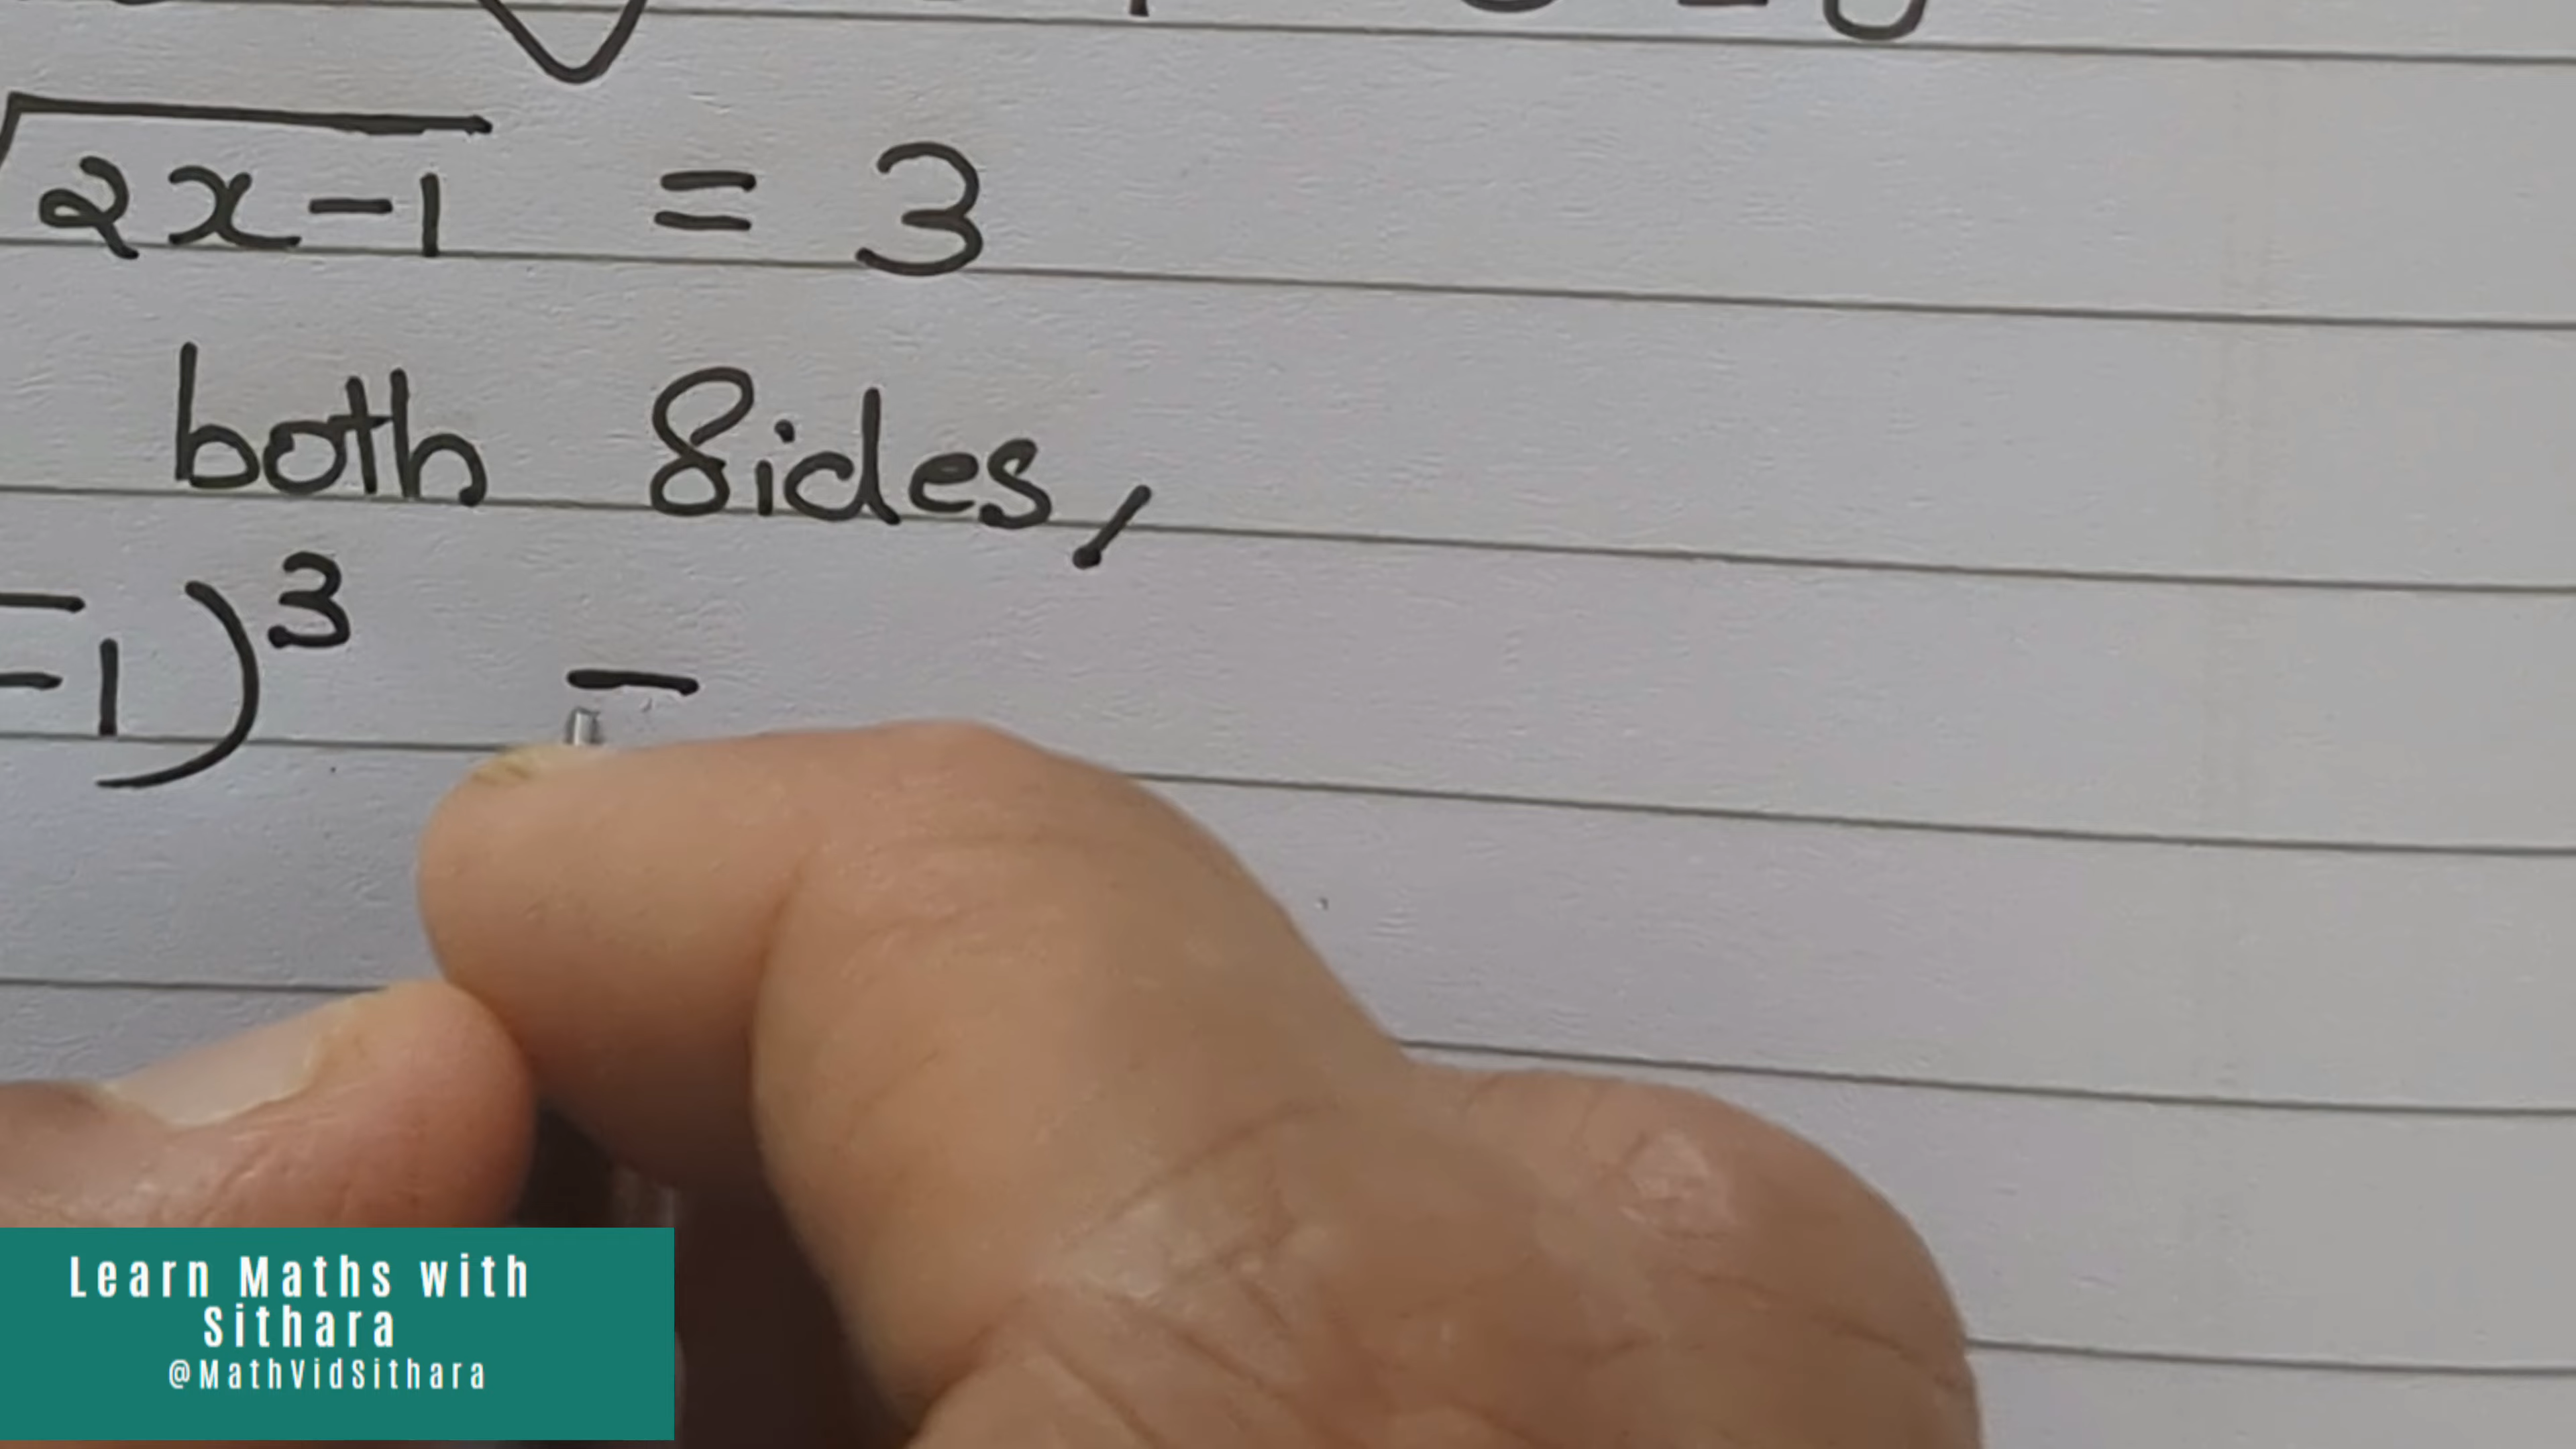 √2x-1 = 3
both Sides,
-1)³ -
Learn Maths with
Sithara
@MathVidSithara